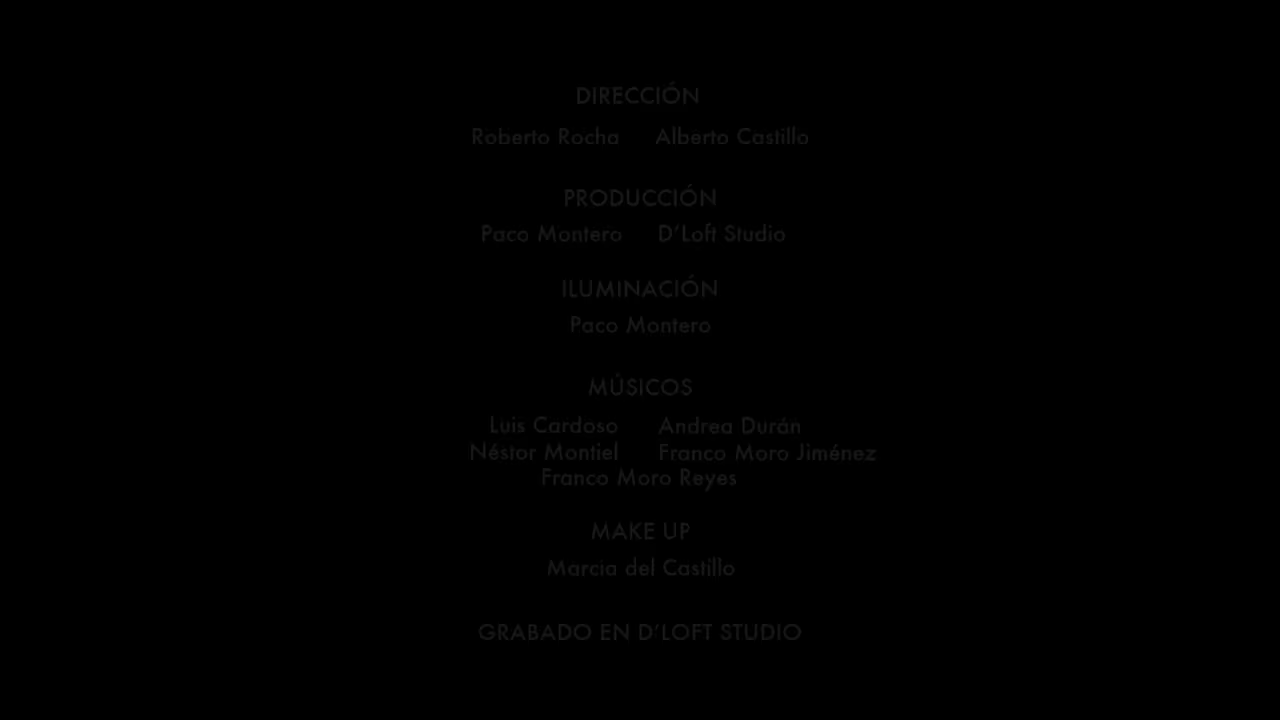 DIRECCIÓN
Roberto Rocha Alberto Castillo
PRODUCCIÓN
Paco Montero D'Loft Studio
ILUMINACIÓN
Paco Montero
MÚSICOS
Luis Cardoso Andrea Durán
Néstor Montiel Franco Moro Jiménez
Franco Moro Reyes
MAKE UP
Marcia del Castillo
GRABADO EN D'LOFT STUDIO